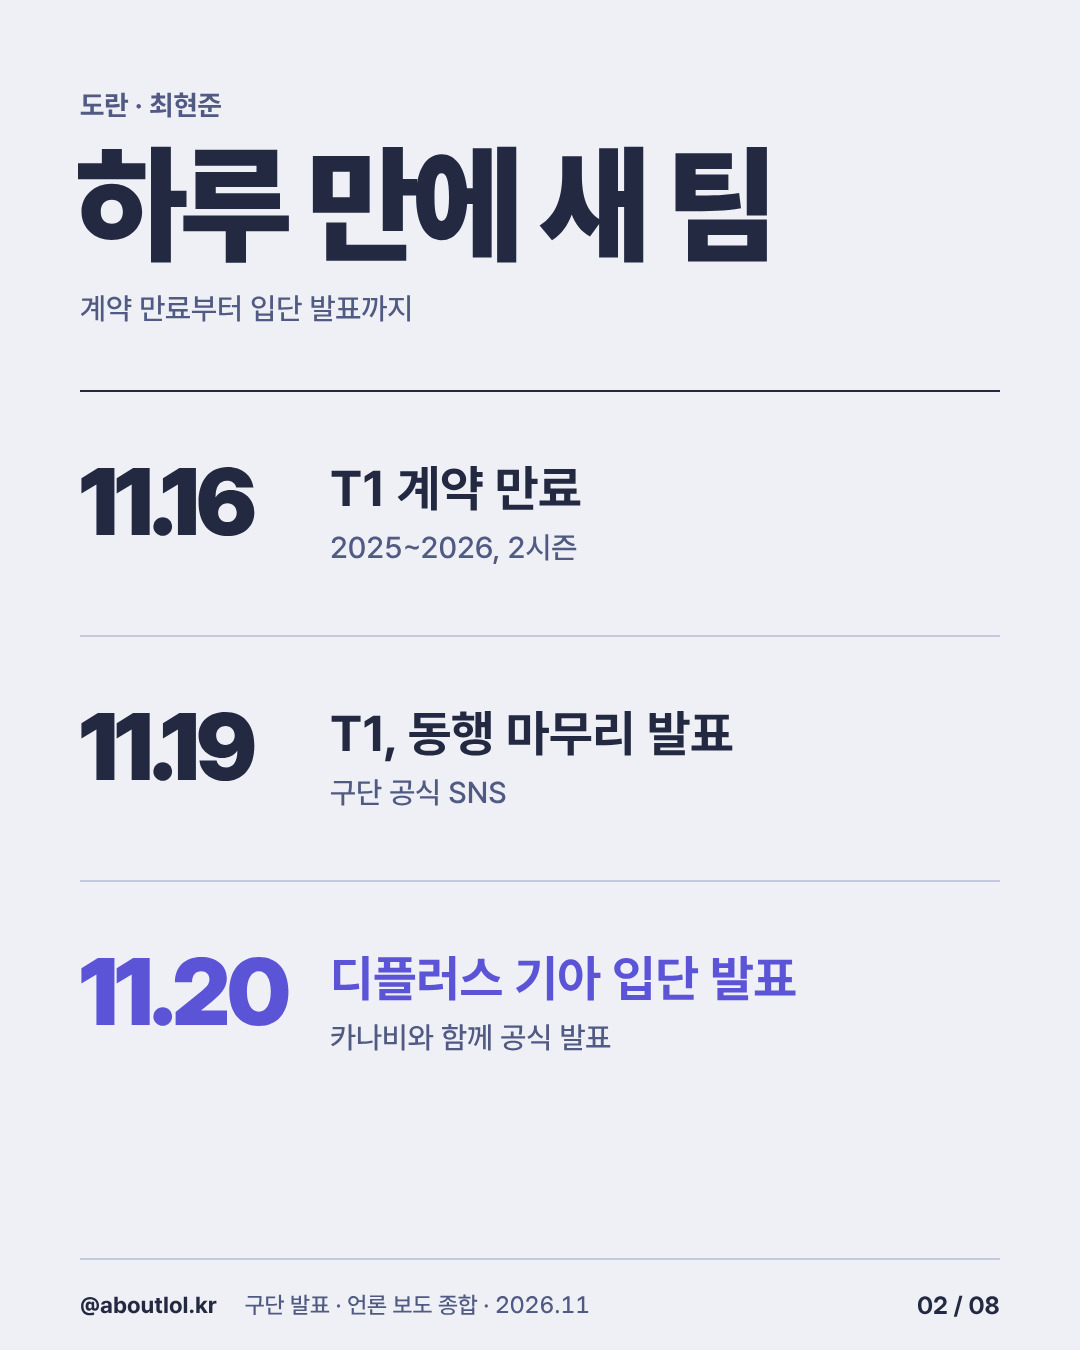 도란 · 최현준
하루 만에 새 팀
계약 만료부터 입단 발표까지
11.16
T1 계약 만료
2025~2026, 2시즌
11.19
T1, 동행 마무리 발표
구단 공식 SNS
11.20
디플러스 기아 입단 발표
카나비와 함께 공식 발표
@aboutlol.kr 구단 발표 · 언론 보도 종합 · 2026.11 02 / 08